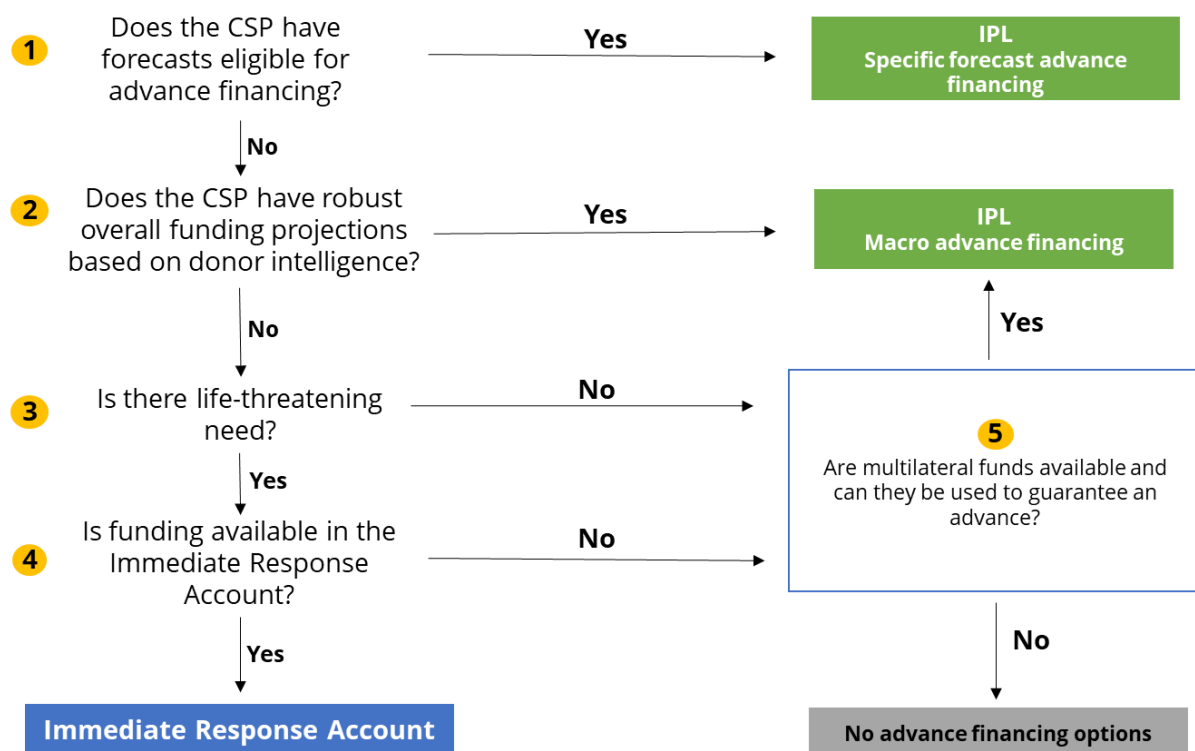 1
Does the CSP have
forecasts eligible for
advance financing?
Yes
IPL
Specific forecast advance
financing
No
2
Does the CSP have robust
overall funding projections
based on donor intelligence?
Yes
IPL
Macro advance financing
No
Yes
3
Is there life-threatening
need?
No
5
Are multilateral funds available and
can they be used to guarantee an
advance?
Yes
4
Is funding available in the
Immediate Response
Account?
No
Yes
No
Immediate Response Account
No advance financing options